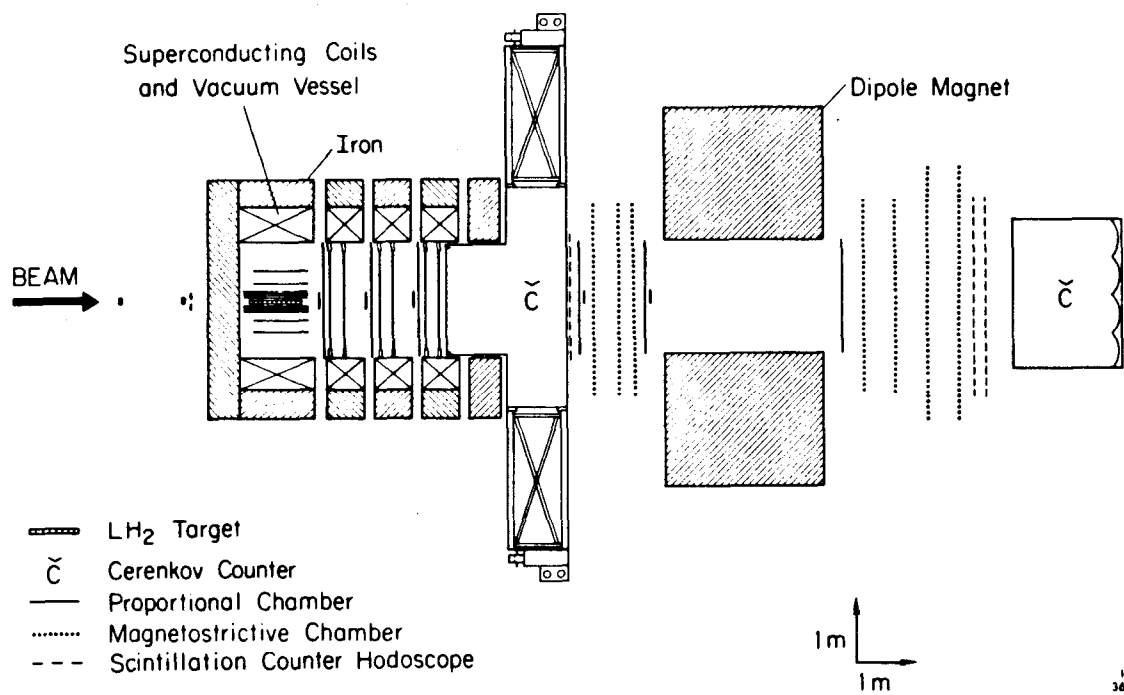 Superconducting Coils
and Vacuum Vessel
Iron
Dipole Magnet
BEAM
Č
Č
LH₂ Target
Č Cerenkov Counter
Proportional Chamber
Magnetostrictive Chamber
Scintillation Counter Hodoscope
1m
1m